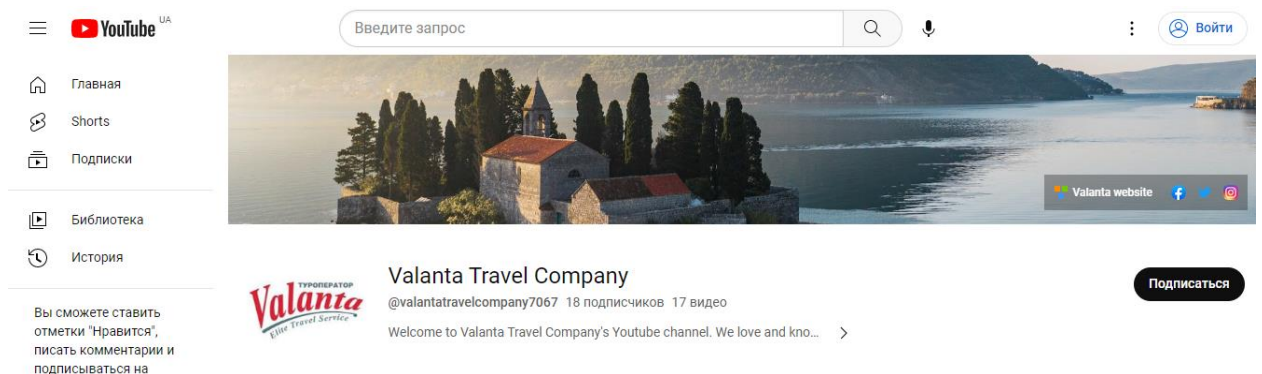 YouTube UA
Введите запрос
Войти
Главная
Shorts
Подписки
Библиотека
История
Вы сможете ставить
отметки "Нравится",
писать комментарии и
подписываться на
Valanta website
ТУРОПЕРАТОР
Valanta
Elite Travel Service
Valanta Travel Company
@valantatravelcompany7067 18 подписчиков 17 видео
Welcome to Valanta Travel Company's Youtube channel. We love and kno...
Подписаться